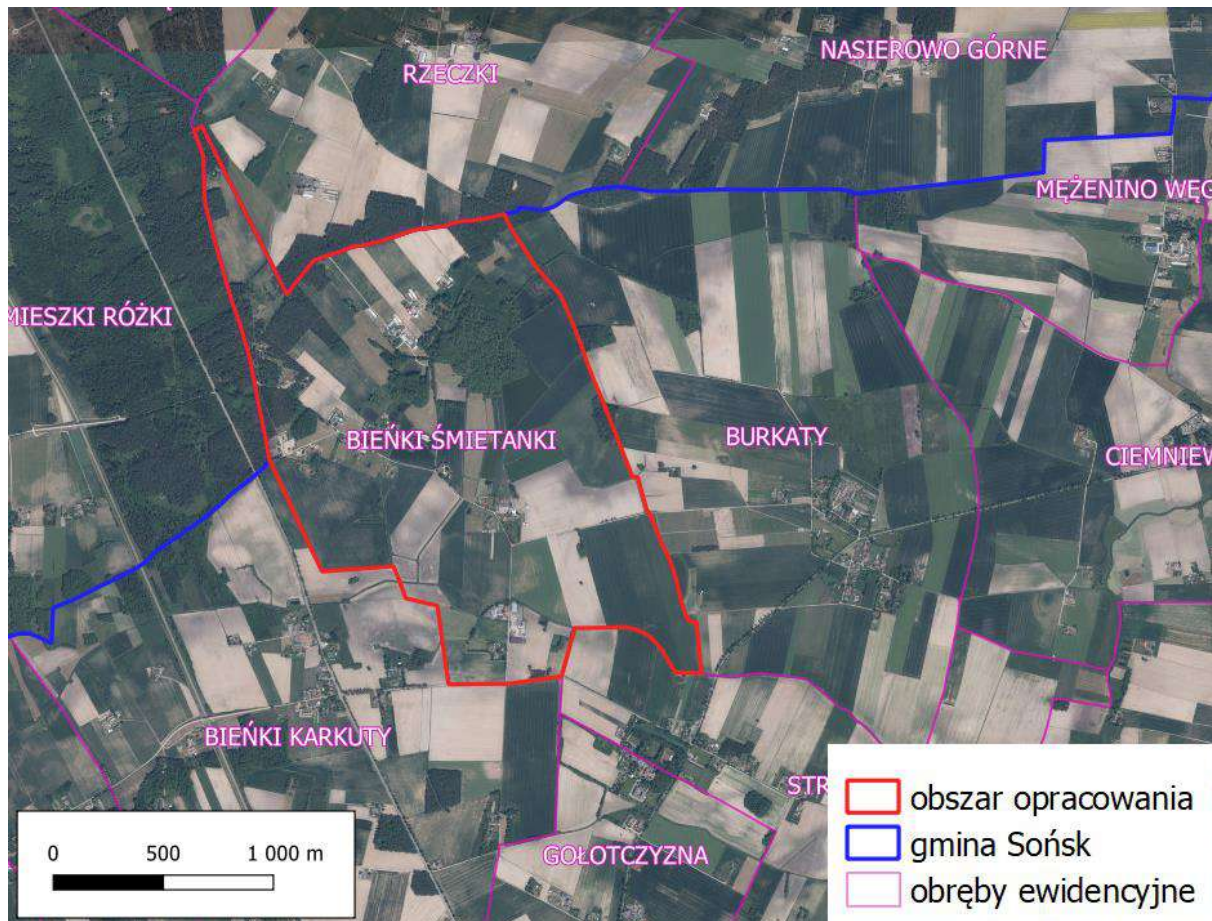 RZECZKI
NASIEROWO GÓRNE
MĘŻENINO WĘG
MIESZKI RÓŻKI
BIEŃKI ŚMIETANKI
BURKATY
CIEMNIEW
BIEŃKI KARKUTY
STR
GOŁOTCZYZNA
0 500 1 000 m
obszar opracowania
gmina Sońsk
obręby ewidencyjne